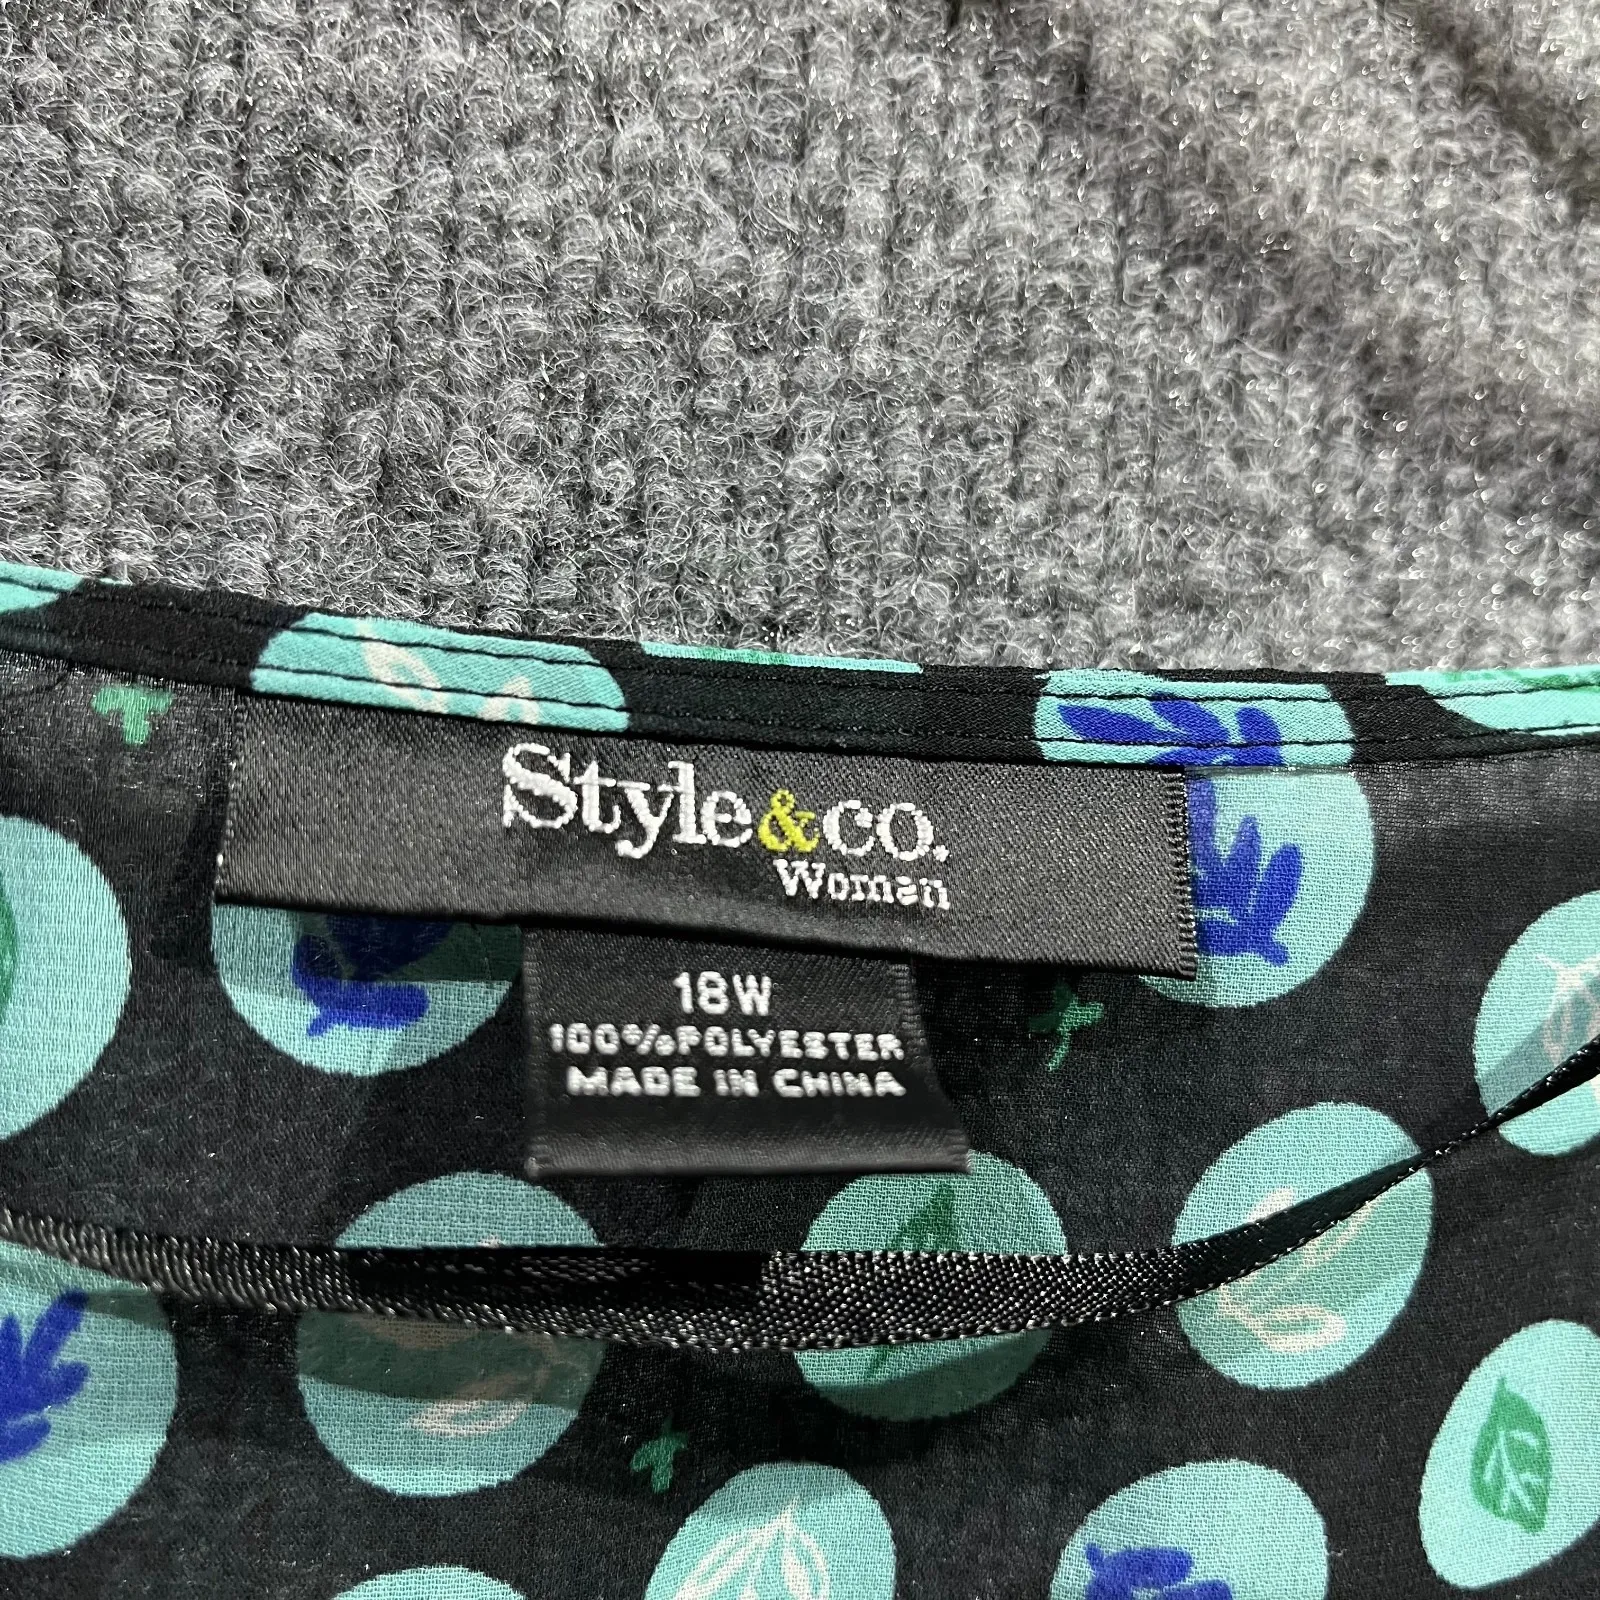 Style&co.
Woman
18W
100%POLYESTER
MADE IN CHINA